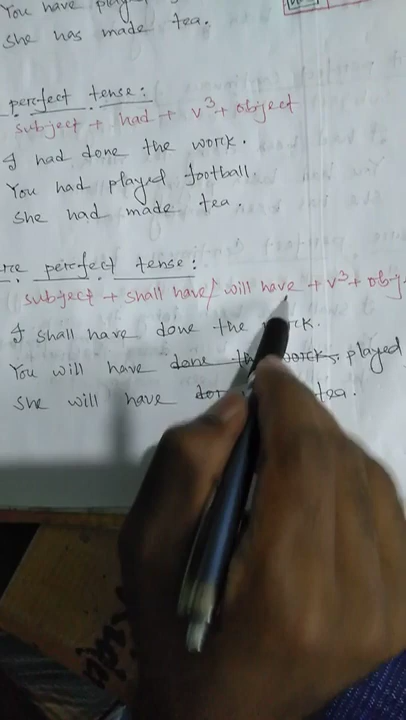 You have
she has made tea.
perfect tense:
subject + had + v³ + object
I had done the work.
You had played football
she had made tea.
perfect tense:
subject + shall have/ will have + v³ + obj
I shall have done the
You will have done the work, played
she will have tea.